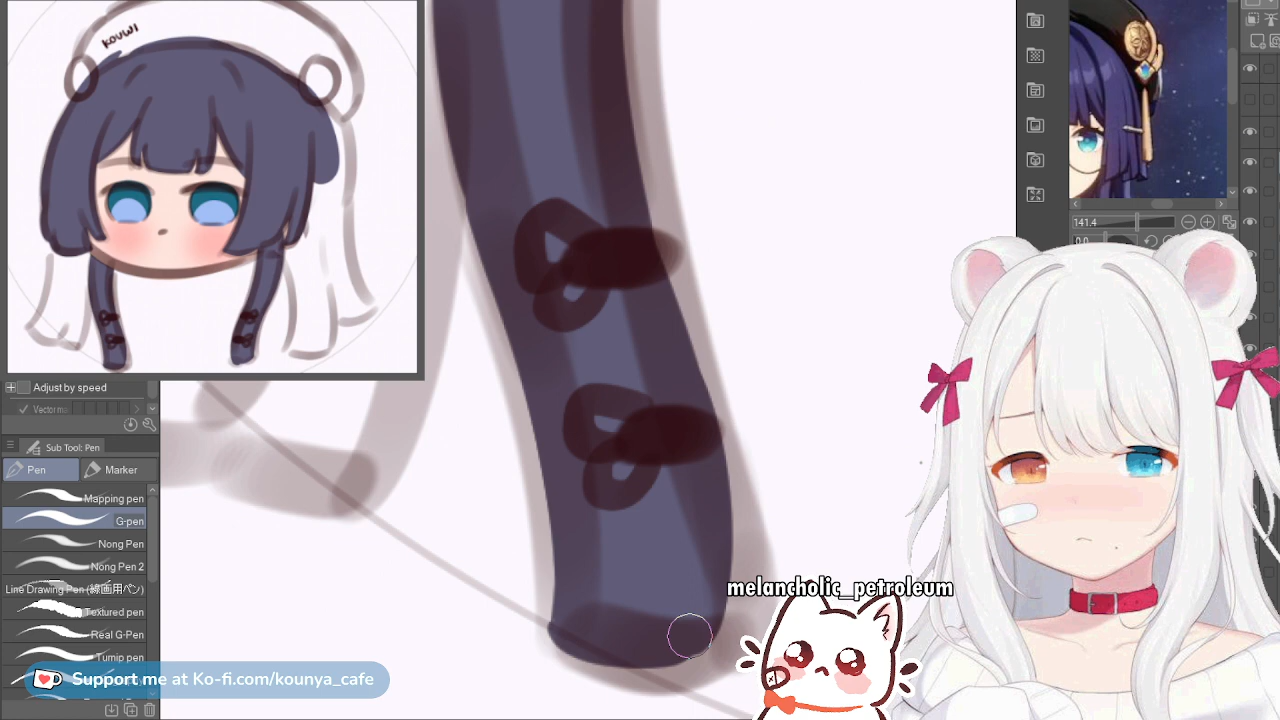 kouwi
141.4
0.0
Adjust by speed
Sub Tool: Pen
Pen
Marker
Mapping pen
G-pen
Nong Pen
Nong Pen 2
Line Drawing Pen (線画用ペン)
Textured pen
Real G-Pen
Turnip pen
melancholic_petroleum
Support me at Ko-fi.com/kounya_cafe